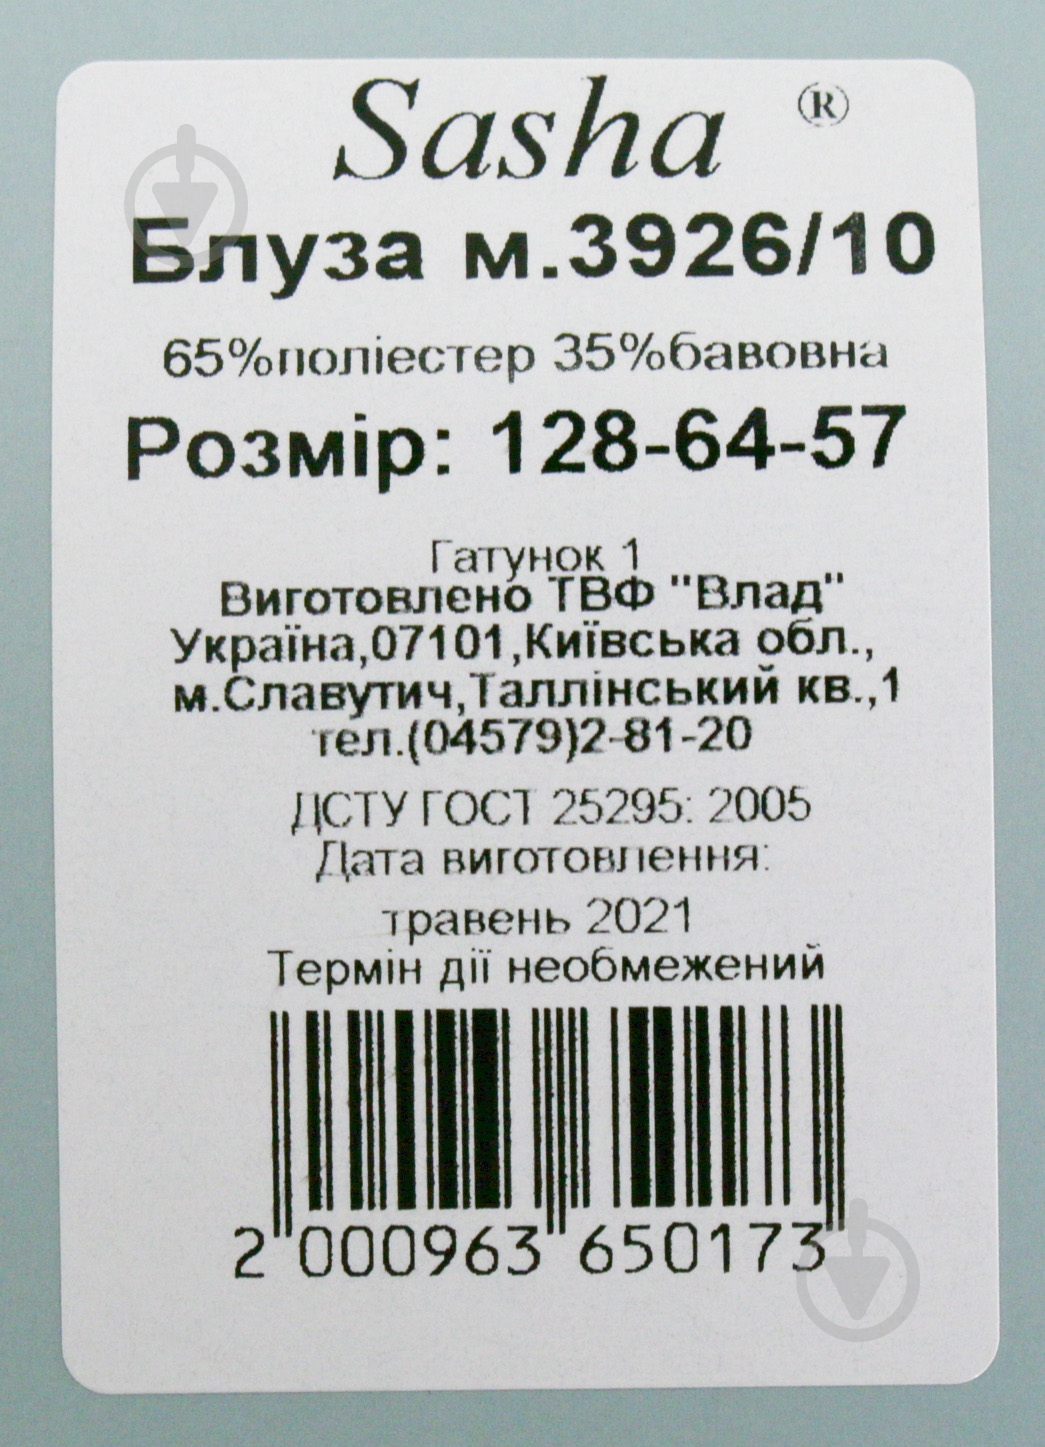 Sasha ®
Блуза м.3926/10
65%поліестер 35%бавовна
Розмір: 128-64-57
Гатунок 1
Виготовлено ТВФ "Влад"
Україна,07101,Київська обл.,
м.Славутич,Таллінський кв.,1
тел.(04579)2-81-20
ДСТУ ГОСТ 25295: 2005
Дата виготовлення:
травень 2021
Термін дії необмежений
2 000963 650173